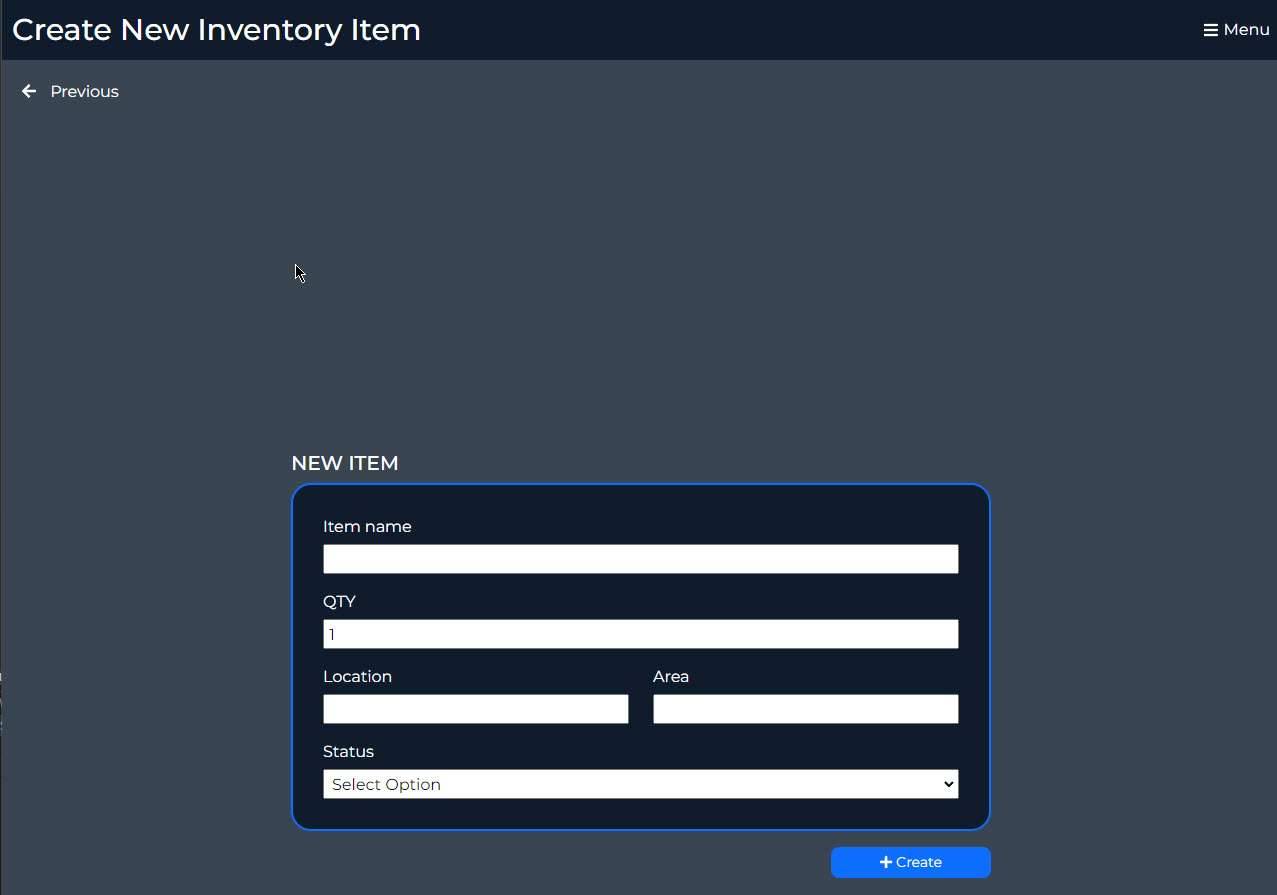 Create New Inventory Item
Menu
Previous
NEW ITEM
Item name
QTY
1
Location Area
Status
Select Option
Create